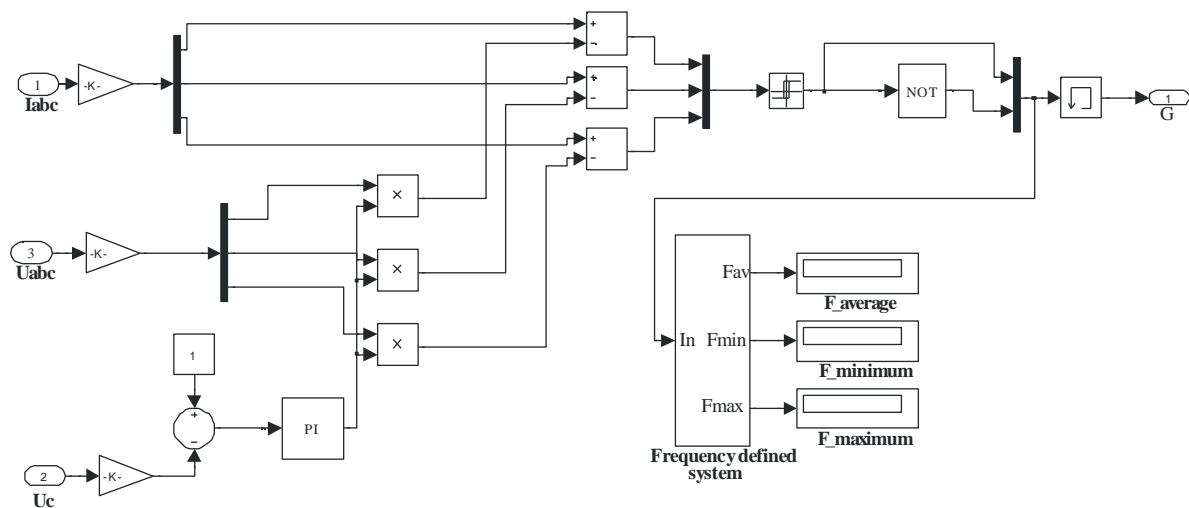 1
-K-
Iabc
+
-
+
-
+
-
NOT
1
G
3
-K-
Uabc
×
×
×
1
+
-
PI
2
-K-
Uc
In
Fav
Fmin
Fmax
F_average
F_minimum
F_maximum
Frequency defined
system